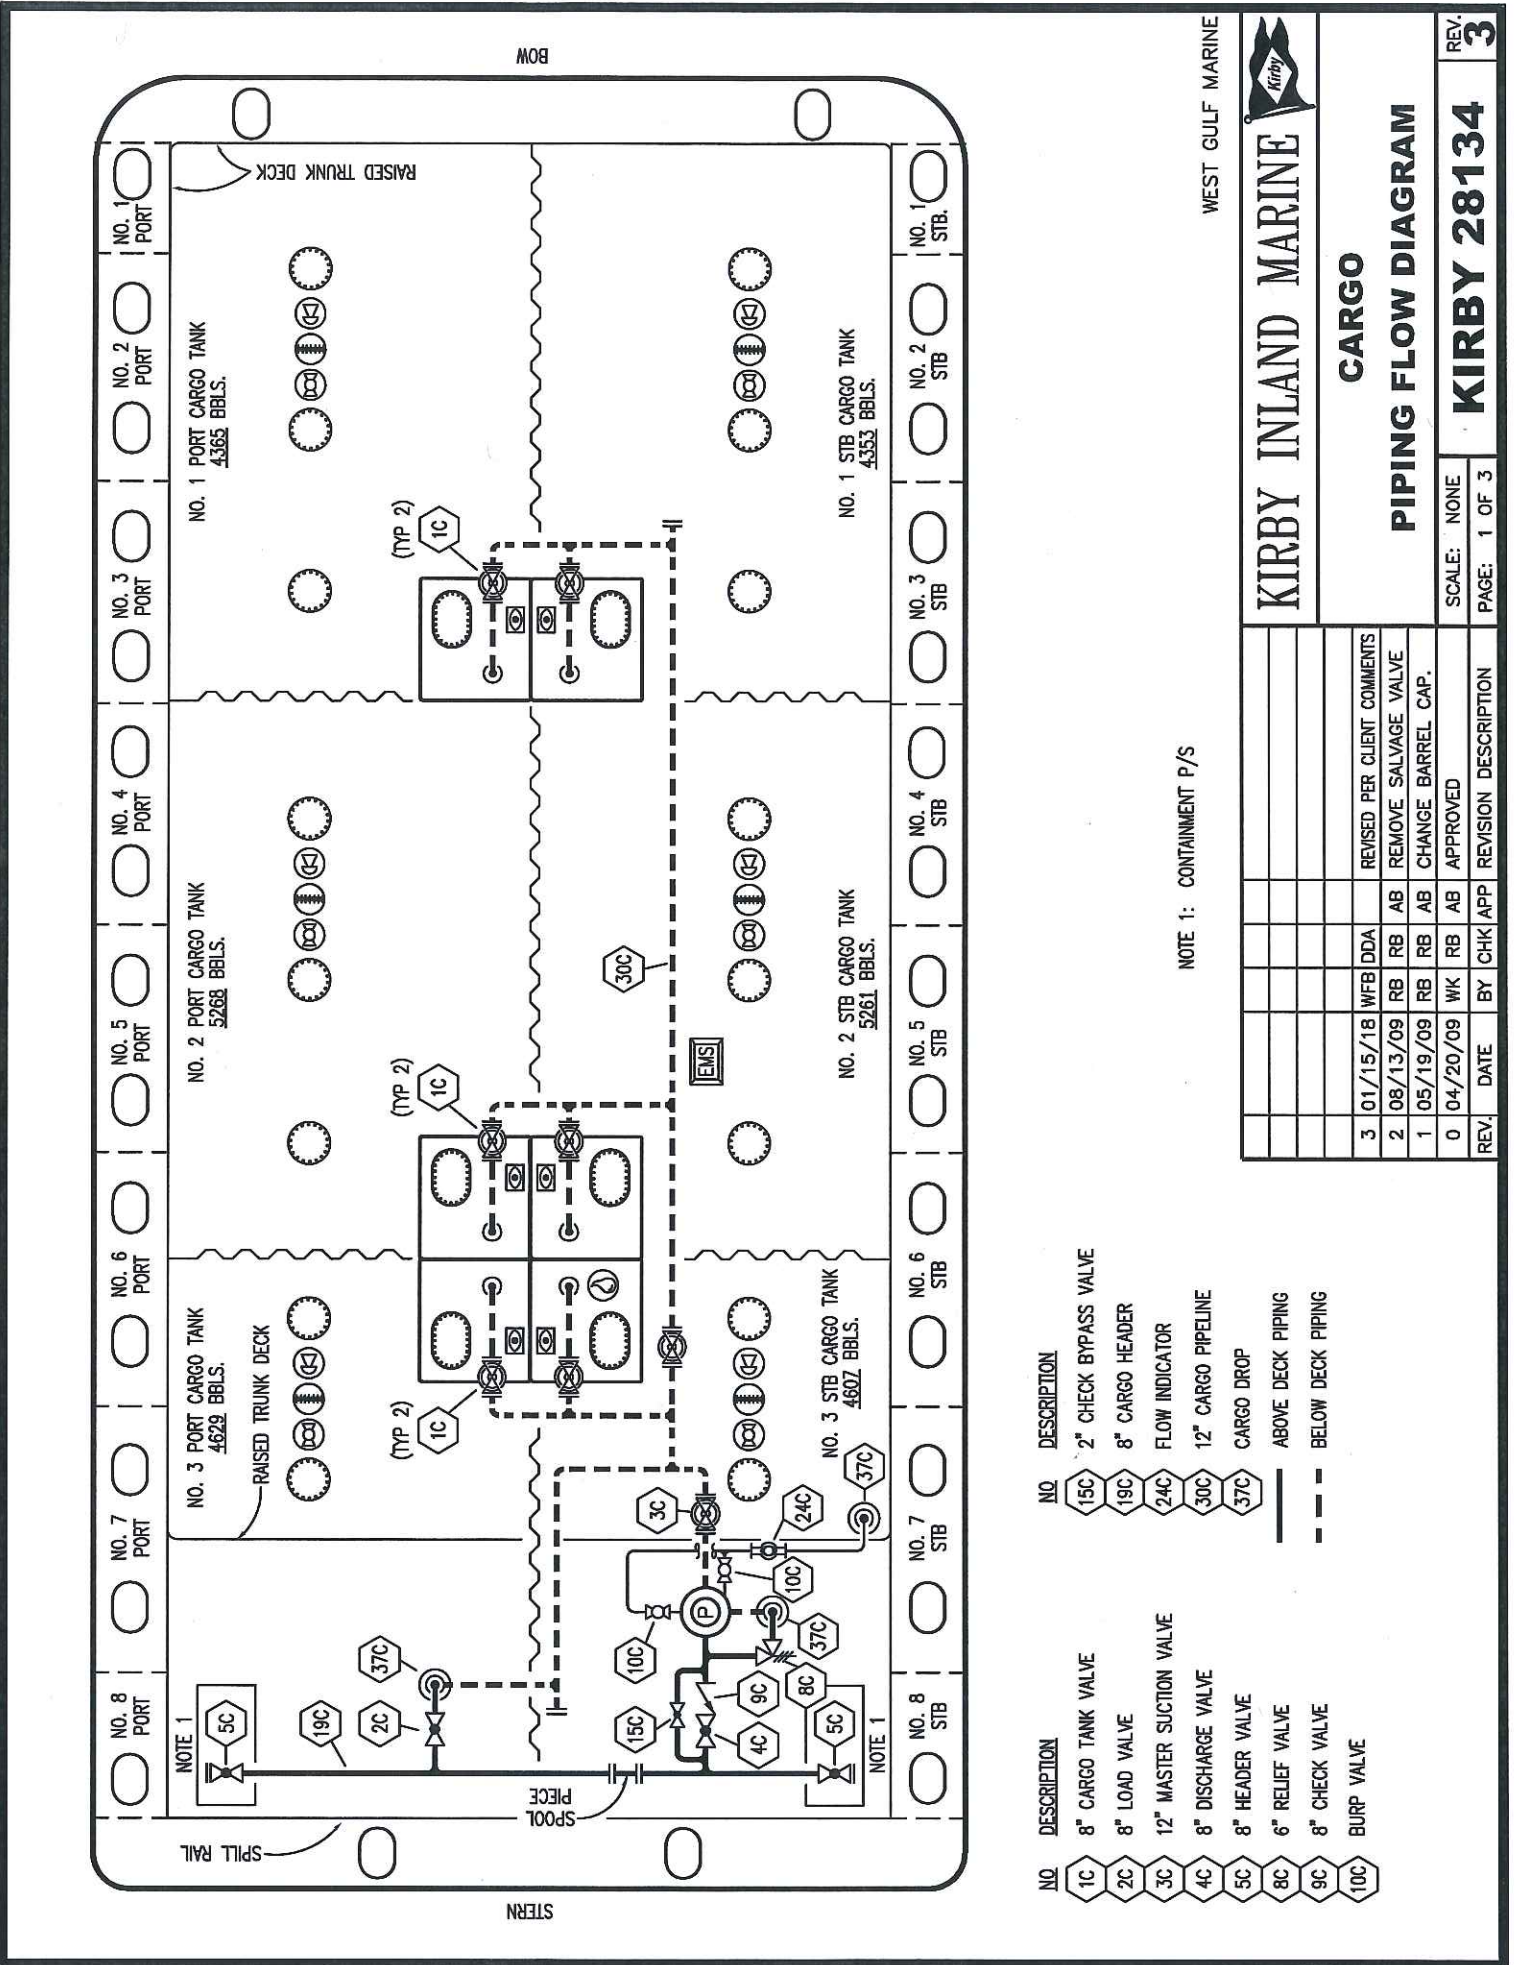 STERN
BOW
SPILL RAIL
NO. 8
PORT
NO. 7
PORT
NO. 6
PORT
NO. 5
PORT
NO. 4
PORT
NO. 3
PORT
NO. 2
PORT
NO. 1
PORT
NOTE 1
5C
19C
2C
37C
RAISED TRUNK DECK
NO. 3 PORT CARGO TANK
4629 BBLS.
NO. 2 PORT CARGO TANK
5268 BBLS.
NO. 1 PORT CARGO TANK
4365 BBLS.
RAISED TRUNK DECK
(TYP 2)
1C
(TYP 2)
1C
(TYP 2)
1C
SPOOL
PIECE
15C
10C
3C
4C
9C
8C
37C
10C
24C
37C
P
EMS
30C
5C
NOTE 1
NO. 3 STB CARGO TANK
4607 BBLS.
NO. 2 STB CARGO TANK
5261 BBLS.
NO. 1 STB CARGO TANK
4353 BBLS.
NO. 8
STB
NO. 7
STB
NO. 6
STB
NO. 5
STB
NO. 4
STB
NO. 3
STB
NO. 2
STB
NO. 1
STB.
NO DESCRIPTION
1C 8" CARGO TANK VALVE
2C 8" LOAD VALVE
3C 12" MASTER SUCTION VALVE
4C 8" DISCHARGE VALVE
5C 8" HEADER VALVE
8C 6" RELIEF VALVE
9C 8" CHECK VALVE
10C BURP VALVE
NO DESCRIPTION
15C 2" CHECK BYPASS VALVE
19C 8" CARGO HEADER
24C FLOW INDICATOR
30C 12" CARGO PIPELINE
37C CARGO DROP
ABOVE DECK PIPING
BELOW DECK PIPING
NOTE 1: CONTAINMENT P/S
WEST GULF MARINE
3 01/15/18 WFB DDA REVISED PER CLIENT COMMENTS
2 08/13/09 RB RB AB REMOVE SALVAGE VALVE
1 05/19/09 RB RB AB CHANGE BARREL CAP.
0 04/20/09 WK RB AB APPROVED
REV. DATE BY CHK APP REVISION DESCRIPTION
KIRBY INLAND MARINE
Kirby
CARGO
PIPING FLOW DIAGRAM
SCALE: NONE
PAGE: 1 OF 3
KIRBY 28134
REV.
3